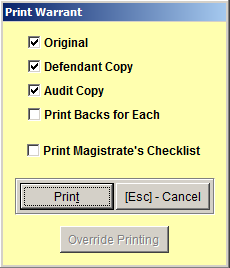 Print Warrant
Original
Defendant Copy
Audit Copy
Print Backs for Each
Print Magistrate's Checklist
Print
[Esc] - Cancel
Override Printing